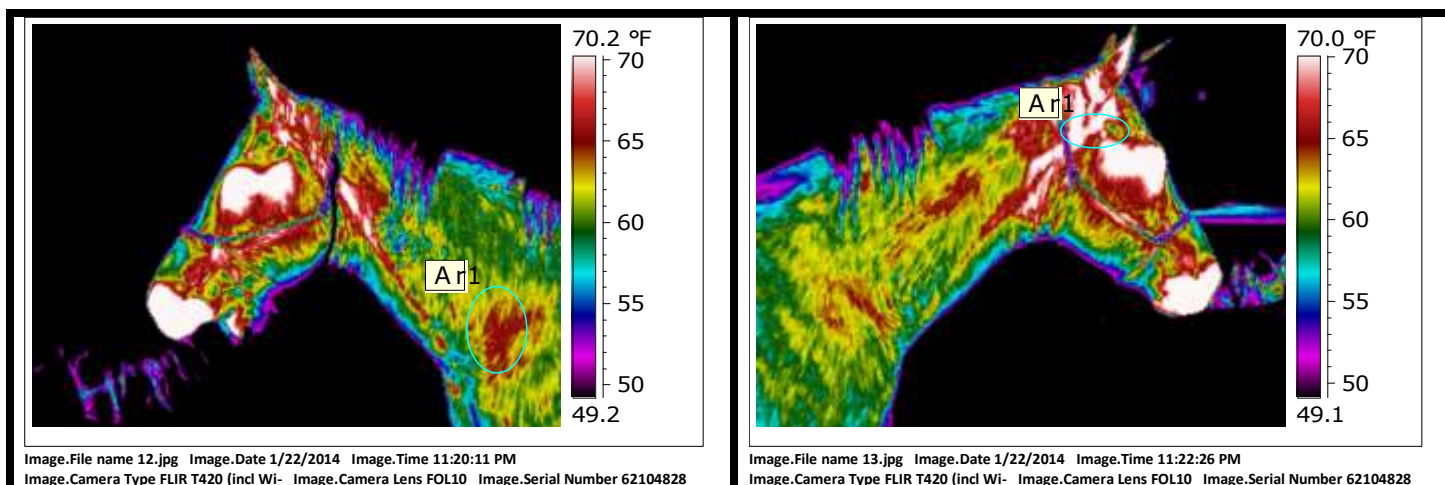 70.2 °F
70
65
60
55
50
49.2
Ar1
Image.File name 12.jpg Image.Date 1/22/2014 Image.Time 11:20:11 PM
Image.Camera Type FLIR T420 (incl Wi- Image.Camera Lens FOL10 Image.Serial Number 62104828
70.0 °F
70
65
60
55
50
49.1
Ar1
Image.File name 13.jpg Image.Date 1/22/2014 Image.Time 11:22:26 PM
Image.Camera Type FLIR T420 (incl Wi- Image.Camera Lens FOL10 Image.Serial Number 62104828